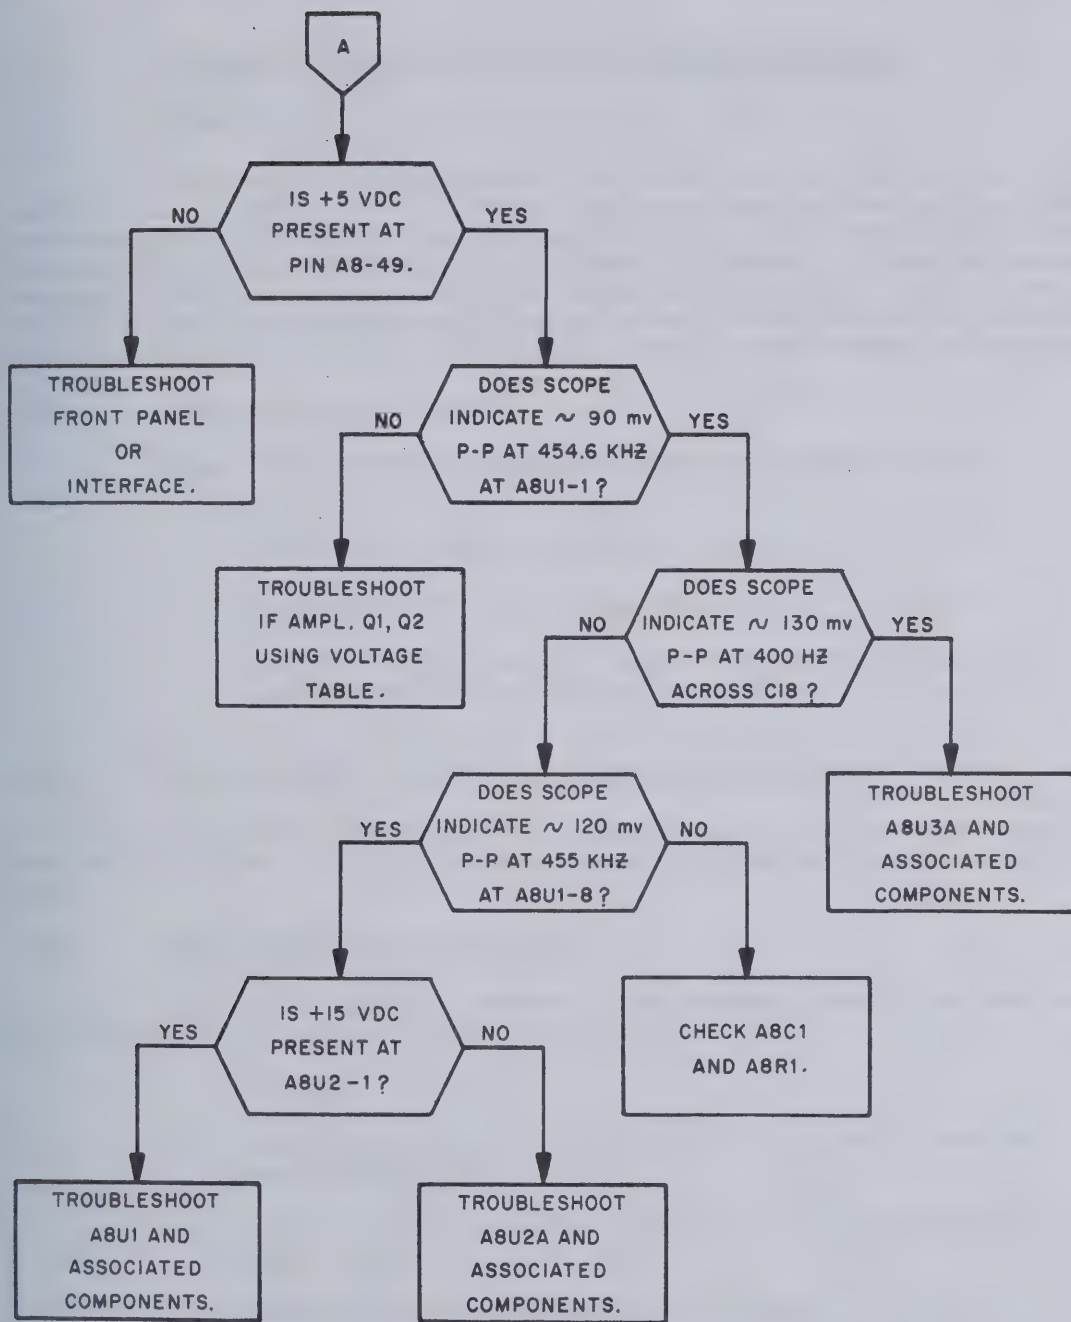 A
IS +5 VDC
PRESENT AT
PIN A8-49.
NO
YES
TROUBLESHOOT
FRONT PANEL
OR
INTERFACE.
DOES SCOPE
INDICATE ~ 90 mv
P-P AT 454.6 KHZ
AT A8U1-1?
NO
YES
TROUBLESHOOT
IF AMPL. Q1, Q2
USING VOLTAGE
TABLE.
DOES SCOPE
INDICATE ~ 130 mv
P-P AT 400 HZ
ACROSS C18?
NO
YES
DOES SCOPE
INDICATE ~ 120 mv
P-P AT 455 KHZ
AT A8U1-8?
YES
NO
TROUBLESHOOT
A8U3A AND
ASSOCIATED
COMPONENTS.
IS +15 VDC
PRESENT AT
A8U2-1?
YES
NO
CHECK A8C1
AND A8R1.
TROUBLESHOOT
A8U1 AND
ASSOCIATED
COMPONENTS.
TROUBLESHOOT
A8U2A AND
ASSOCIATED
COMPONENTS.